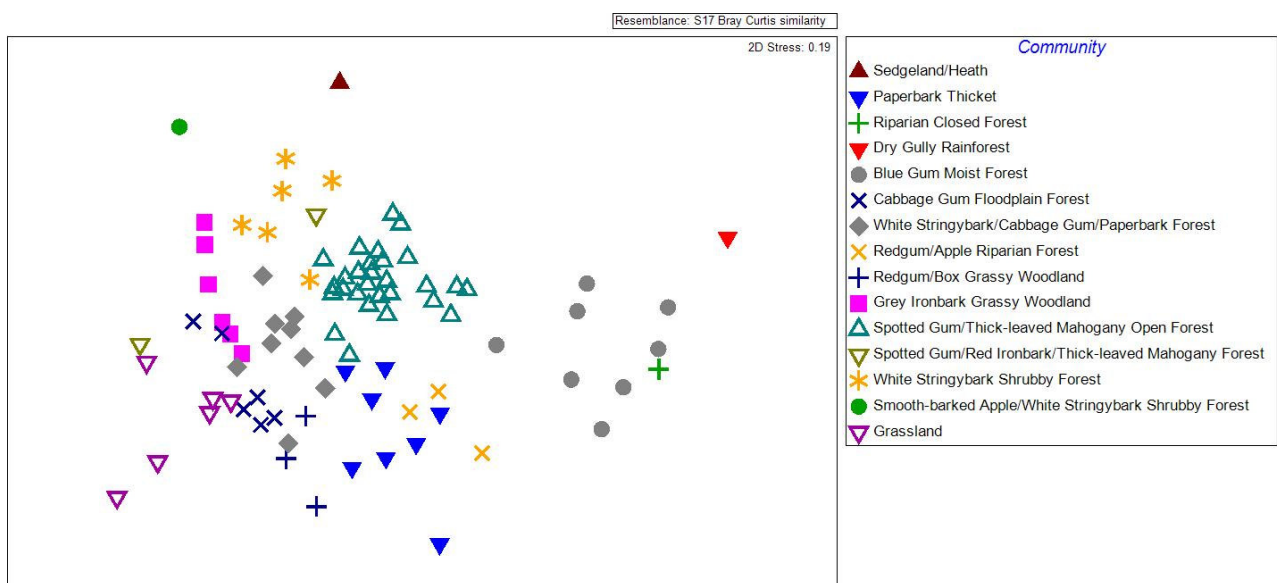 Resemblance: S17 Bray Curtis similarity
2D Stress: 0.19
Community
Sedgeland/Heath
Paperbark Thicket
Riparian Closed Forest
Dry Gully Rainforest
Blue Gum Moist Forest
Cabbage Gum Floodplain Forest
White Stringybark/Cabbage Gum/Paperbark Forest
Redgum/Apple Riparian Forest
Redgum/Box Grassy Woodland
Grey Ironbark Grassy Woodland
Spotted Gum/Thick-leaved Mahogany Open Forest
Spotted Gum/Red Ironbark/Thick-leaved Mahogany Forest
White Stringybark Shrubby Forest
Smooth-barked Apple/White Stringybark Shrubby Forest
Grassland